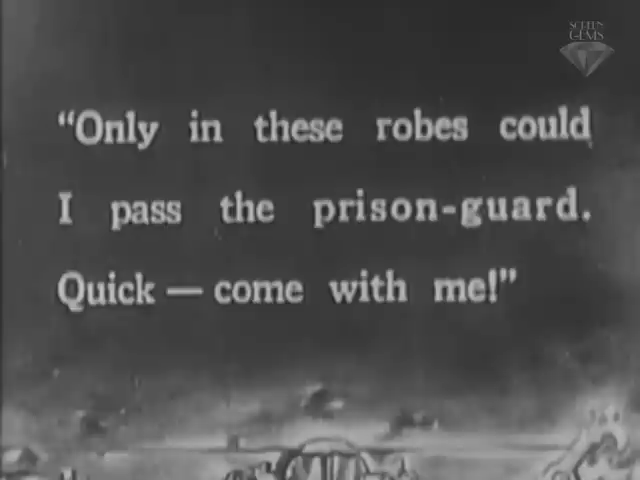 SCREEN
GEMS
“Only in these robes could
I pass the prison-guard.
Quick — come with me!”